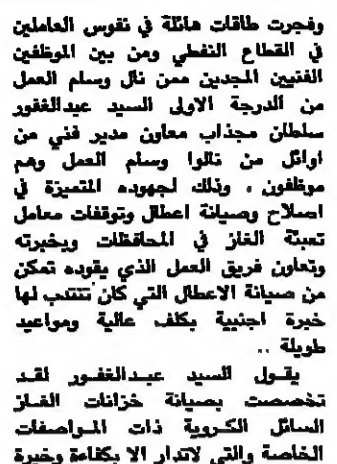 وفجرت طاقات هائلة في نفوس العاملين
في القطاع النفطي ومن بين الموظفين
الفنيين المجدين ممن نال وسام العمل
من الدرجة الاولى السيد عبدالغفور
سلطان مجذاب معاون مدير فني من
اوائل من نالوا وسام العمل وهم
موظفون ، وذلك لجهوده المتميزة في
اصلاح وصيانة اعطال وتوقفات معامل
تعبئة الغاز في المحافظات وبخبرته
وتعاون فريق العمل الذي يقوده تمكن
من صيانة الاعطال التي كان تنتدب لها
خبرة اجنبية بكلف عالية ومواعيد
طويلة ..
يقول السيد عبدالغفور لقد
تخصصت بصيانة خزانات الغاز
السائل الكروية ذات المواصفات
الخاصة والتي لاتدار الا بكفاءة وخبرة